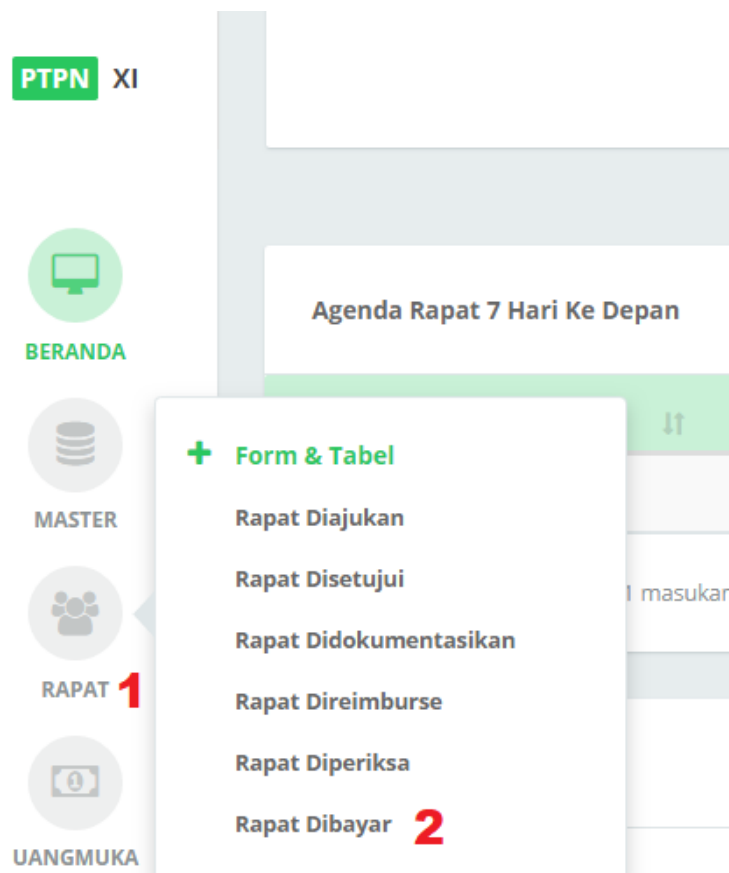 PTPN XI
Agenda Rapat 7 Hari Ke Depan
BERANDA
Form & Tabel
MASTER
Rapat Diajukan
Rapat Disetujui
1 masukan
Rapat Didokumentasikan
RAPAT 1
Rapat Direimburse
Rapat Diperiksa
Rapat Dibayar 2
UANGMUKA